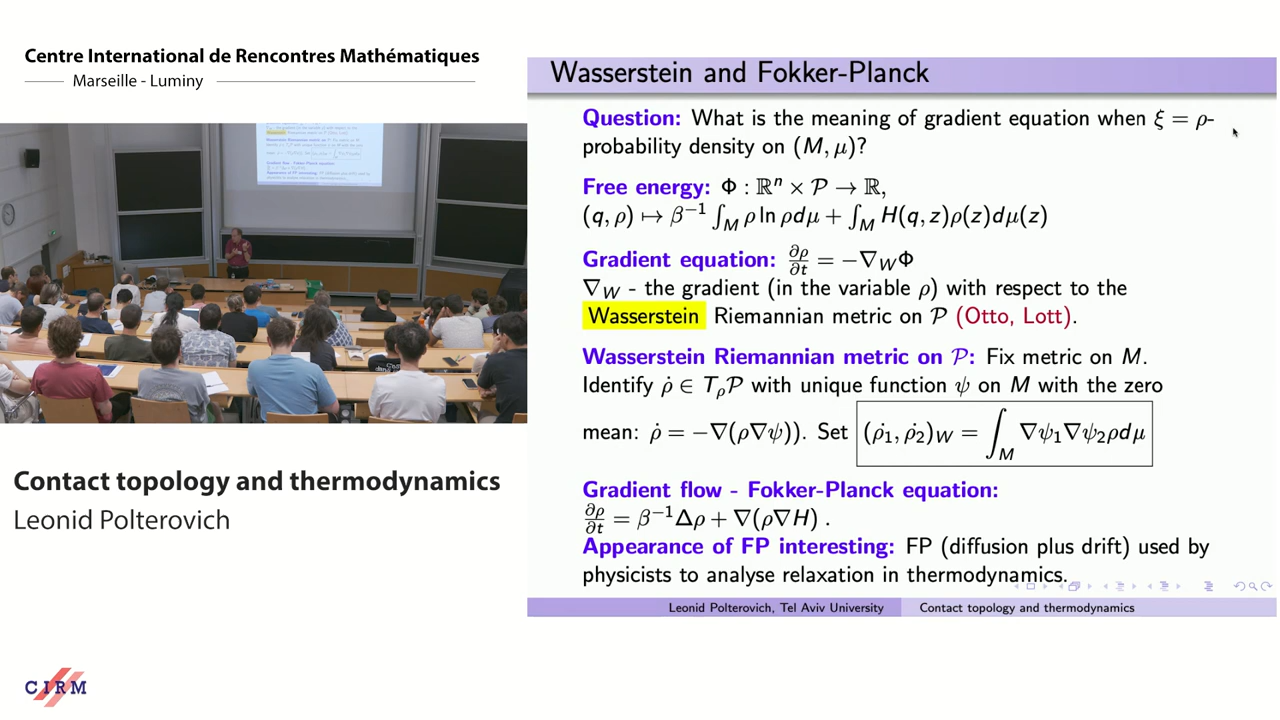 Centre International de Rencontres Mathématiques
Marseille - Luminy
Contact topology and thermodynamics
Leonid Polterovich
CIRM
Wasserstein and Fokker-Planck
Question: What is the meaning of gradient equation when ξ = ρ-
probability density on (M, μ)?
Free energy: Φ : ℝⁿ × 𝒫 → ℝ,
(q, ρ) ↦ β⁻¹ ∫_M ρ ln ρdμ + ∫_M H(q, z)ρ(z)dμ(z)
Gradient equation: ∂ρ/∂t = −∇_WΦ
∇_W - the gradient (in the variable ρ) with respect to the
Wasserstein Riemannian metric on 𝒫 (Otto, Lott).
Wasserstein Riemannian metric on 𝒫: Fix metric on M.
Identify ρ̇ ∈ T_ρ𝒫 with unique function ψ on M with the zero
mean: ρ̇ = −∇(ρ∇ψ)). Set (ρ̇₁, ρ̇₂)_W = ∫_M ∇ψ₁∇ψ₂ρdμ
Gradient flow - Fokker-Planck equation:
∂ρ/∂t = β⁻¹Δρ + ∇(ρ∇H) .
Appearance of FP interesting: FP (diffusion plus drift) used by
physicists to analyse relaxation in thermodynamics.
Leonid Polterovich, Tel Aviv University
Contact topology and thermodynamics